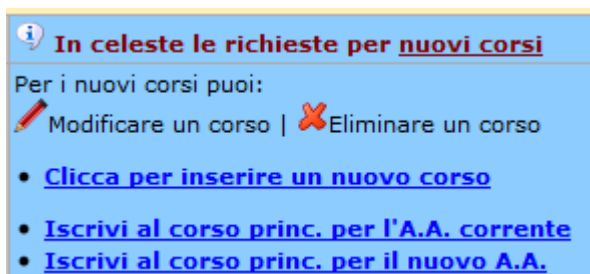 In celeste le richieste per nuovi corsi
Per i nuovi corsi puoi:
Modificare un corso | Eliminare un corso
• Clicca per inserire un nuovo corso
• Iscrivi al corso princ. per l'A.A. corrente
• Iscrivi al corso princ. per il nuovo A.A.